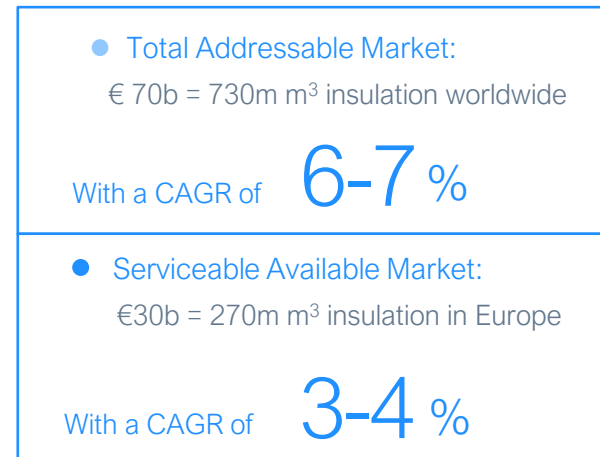 Total Addressable Market:
€ 70b = 730m m³ insulation worldwide
With a CAGR of 6-7 %
Serviceable Available Market:
€30b = 270m m³ insulation in Europe
With a CAGR of 3-4 %